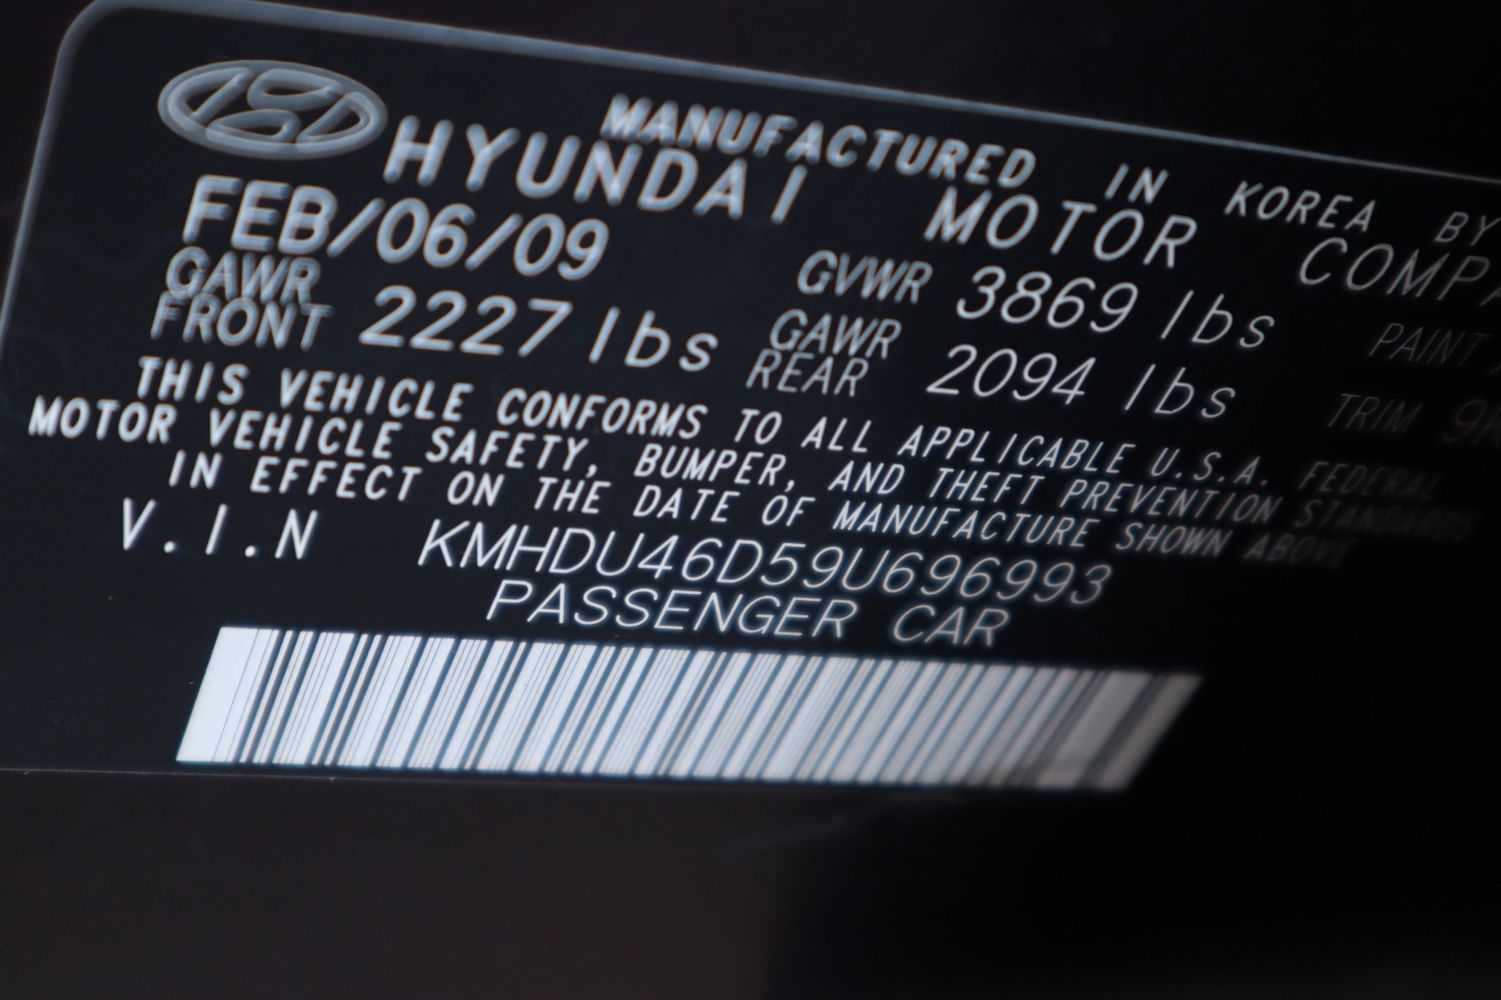 MANUFACTURED IN KOREA BY
HYUNDAI MOTOR COMPA
FEB/06/09 GVWR 3869 lbs PAINT
GAWR FRONT 2227 lbs GAWR REAR 2094 lbs TRIM
THIS VEHICLE CONFORMS TO ALL APPLICABLE U.S.A. FEDERAL
MOTOR VEHICLE SAFETY, BUMPER, AND THEFT PREVENTION STANDARDS
IN EFFECT ON THE DATE OF MANUFACTURE SHOWN ABOVE
V.I.N KMHDU46D59U696993
PASSENGER CAR